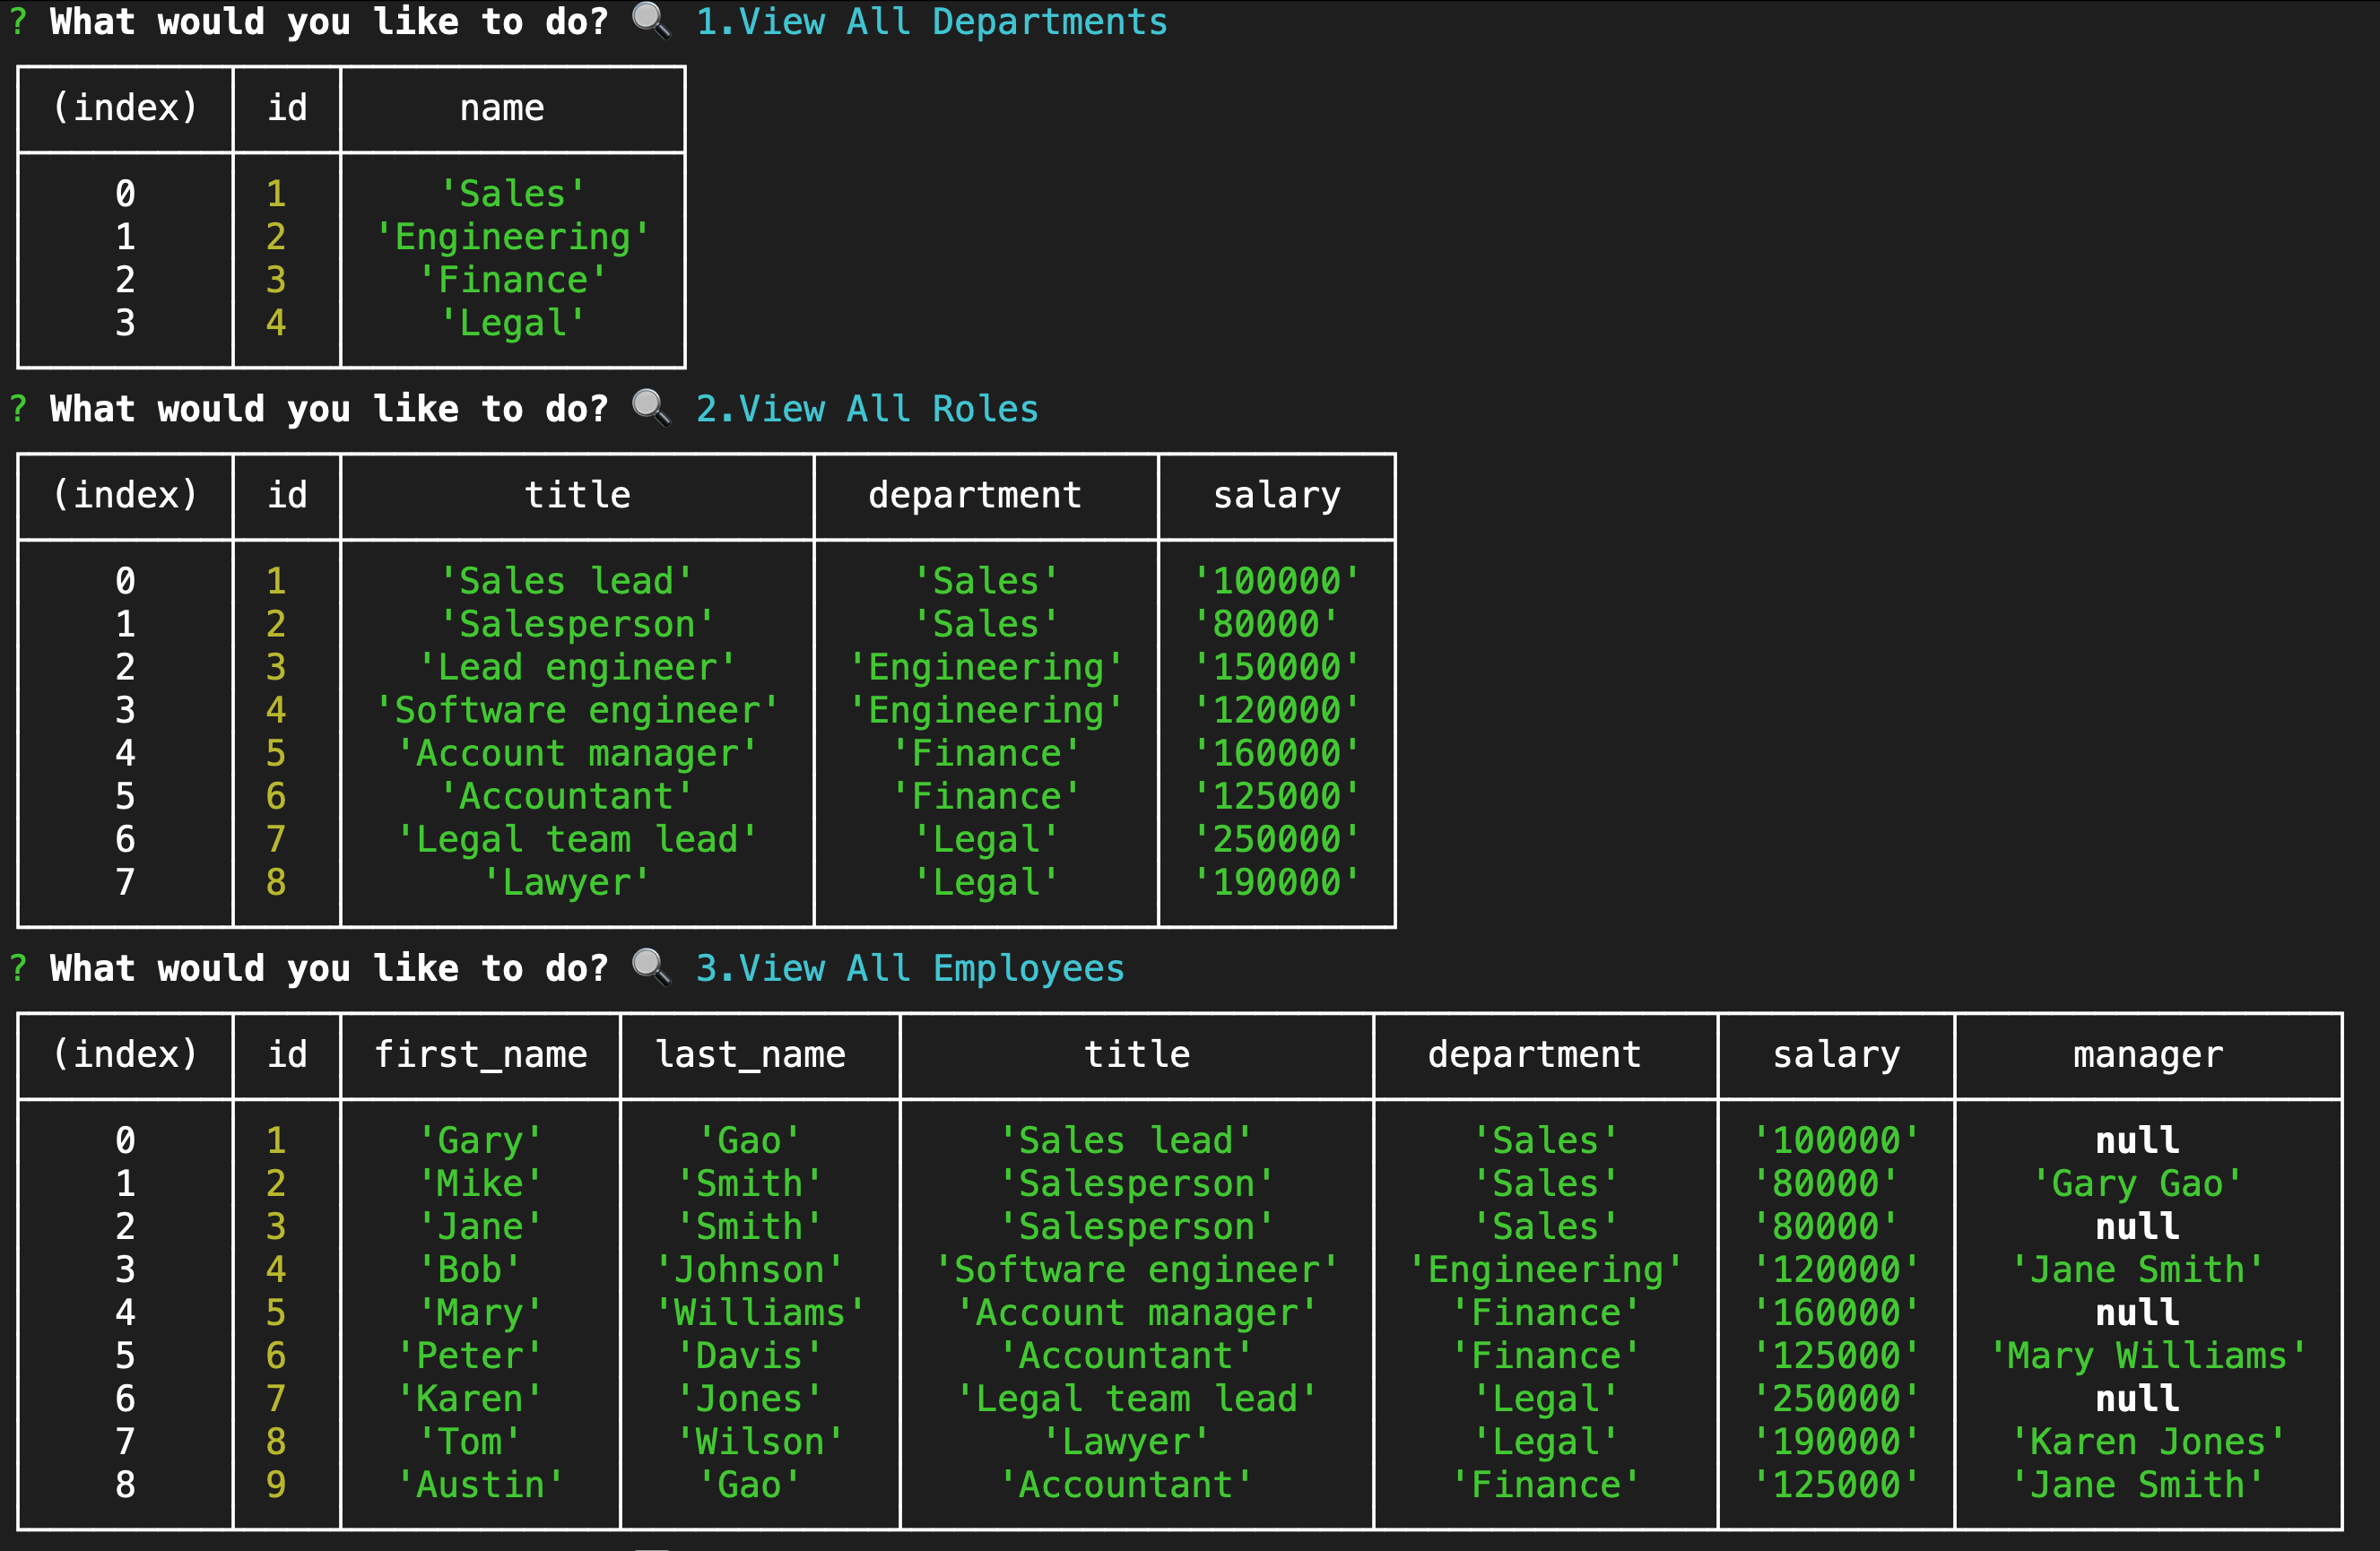 ? What would you like to do? 🔍 1.View All Departments
(index) id name
0 1 'Sales'
1 2 'Engineering'
2 3 'Finance'
3 4 'Legal'
? What would you like to do? 🔍 2.View All Roles
(index) id title department salary
0 1 'Sales lead' 'Sales' '100000'
1 2 'Salesperson' 'Sales' '80000'
2 3 'Lead engineer' 'Engineering' '150000'
3 4 'Software engineer' 'Engineering' '120000'
4 5 'Account manager' 'Finance' '160000'
5 6 'Accountant' 'Finance' '125000'
6 7 'Legal team lead' 'Legal' '250000'
7 8 'Lawyer' 'Legal' '190000'
? What would you like to do? 🔍 3.View All Employees
(index) id first_name last_name title department salary manager
0 1 'Gary' 'Gao' 'Sales lead' 'Sales' '100000' null
1 2 'Mike' 'Smith' 'Salesperson' 'Sales' '80000' 'Gary Gao'
2 3 'Jane' 'Smith' 'Salesperson' 'Sales' '80000' null
3 4 'Bob' 'Johnson' 'Software engineer' 'Engineering' '120000' 'Jane Smith'
4 5 'Mary' 'Williams' 'Account manager' 'Finance' '160000' null
5 6 'Peter' 'Davis' 'Accountant' 'Finance' '125000' 'Mary Williams'
6 7 'Karen' 'Jones' 'Legal team lead' 'Legal' '250000' null
7 8 'Tom' 'Wilson' 'Lawyer' 'Legal' '190000' 'Karen Jones'
8 9 'Austin' 'Gao' 'Accountant' 'Finance' '125000' 'Jane Smith'